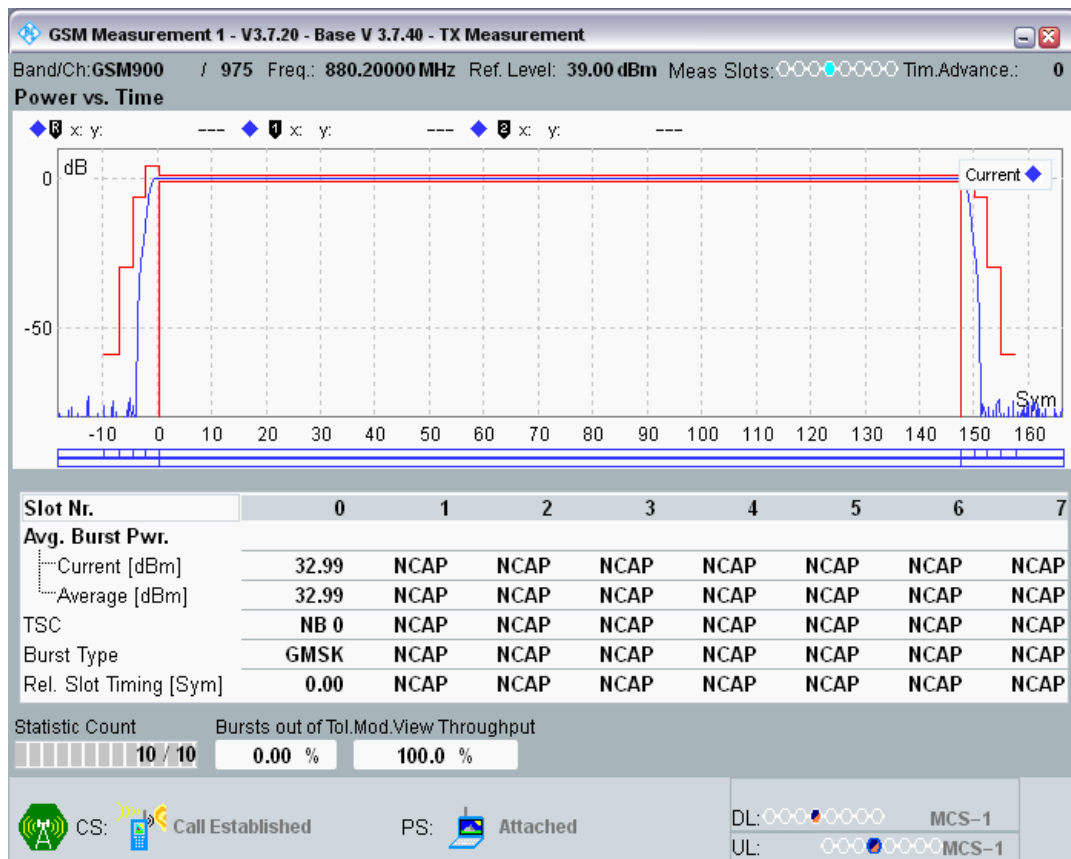 GSM Measurement 1 - V3.7.20 - Base V 3.7.40 - TX Measurement
Band/Ch:GSM900 / 975 Freq.: 880.20000 MHz Ref. Level: 39.00 dBm Meas Slots: Tim.Advance.: 0
Power vs. Time
R x: y: --- 1 x: y: --- 2 x: y: ---
dB
0
Current
-50
Sym
-10 0 10 20 30 40 50 60 70 80 90 100 110 120 130 140 150 160
Slot Nr. 0 1 2 3 4 5 6 7
Avg. Burst Pwr.
Current [dBm] 32.99 NCAP NCAP NCAP NCAP NCAP NCAP NCAP
Average [dBm] 32.99 NCAP NCAP NCAP NCAP NCAP NCAP NCAP
TSC NB 0 NCAP NCAP NCAP NCAP NCAP NCAP NCAP
Burst Type GMSK NCAP NCAP NCAP NCAP NCAP NCAP NCAP
Rel. Slot Timing [Sym] 0.00 NCAP NCAP NCAP NCAP NCAP NCAP NCAP
Statistic Count Bursts out of Tol.Mod.View Throughput
10 / 10 0.00 % 100.0 %
CS: Call Established PS: Attached
DL: MCS-1
UL: MCS-1